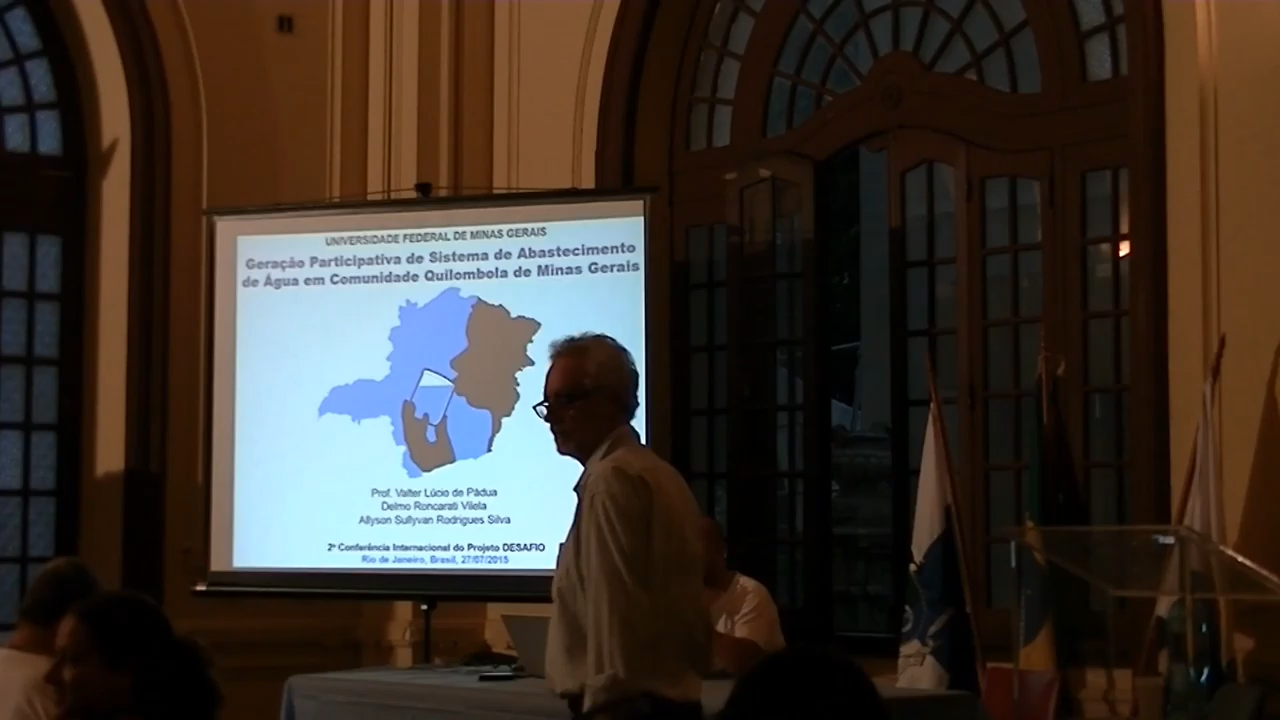 UNIVERSIDADE FEDERAL DE MINAS GERAIS
Geração Participativa de Sistema de Abastecimento
de Água em Comunidade Quilombola de Minas Gerais
Prof. Valter Lúcio de Pádua
Delmo Roncarati Vilela
Allyson Sullyvan Rodrigues Silva
2ª Conferência Internacional do Projeto DESAFIO
Rio de Janeiro, Brasil, 27/07/2015